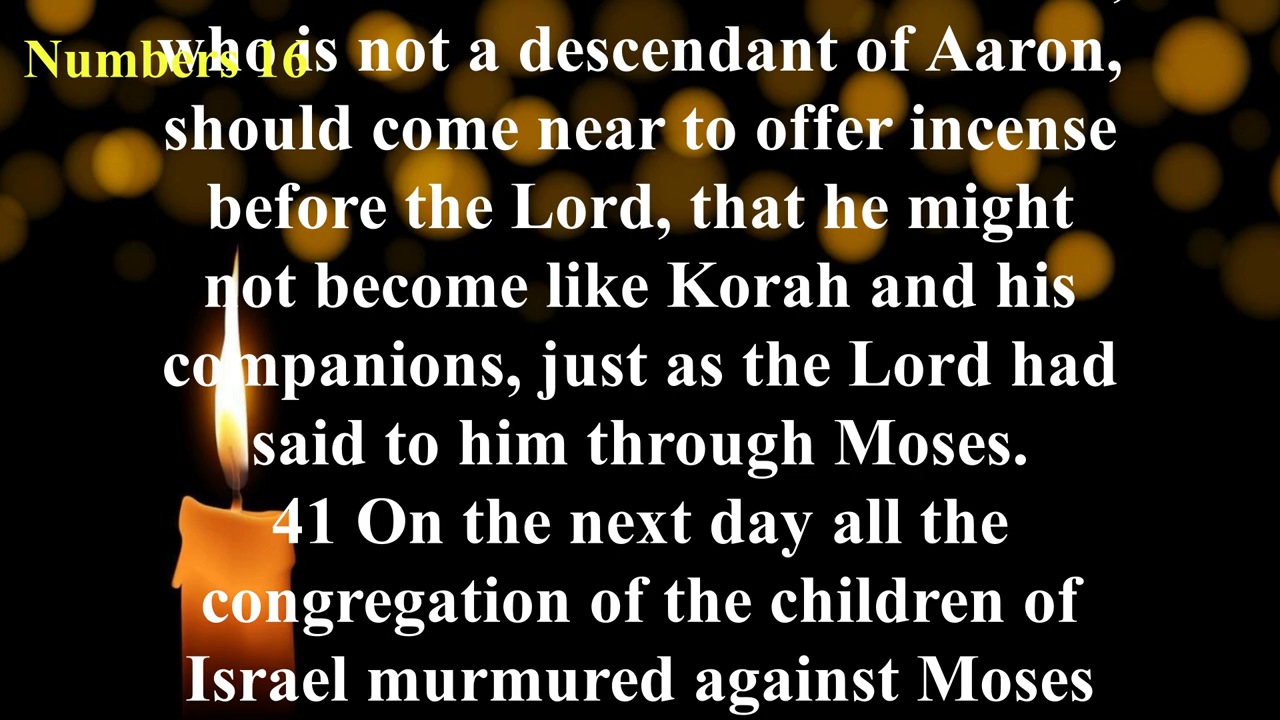 Numbers 16
who is not a descendant of Aaron,
should come near to offer incense
before the Lord, that he might
not become like Korah and his
companions, just as the Lord had
said to him through Moses.
41 On the next day all the
congregation of the children of
Israel murmured against Moses